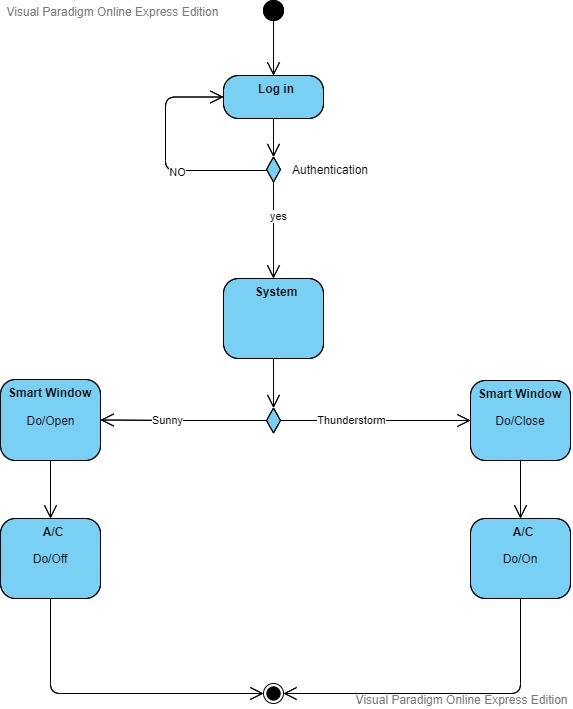 Visual Paradigm Online Express Edition
Log in
Authentication
NO
yes
System
Smart Window
Do/Open
Sunny
Thunderstorm
Smart Window
Do/Close
A/C
Do/Off
A/C
Do/On
Visual Paradigm Online Express Edition